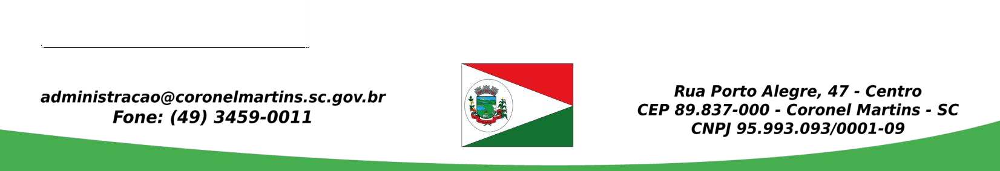 administracao@coronelmartins.sc.gov.br
Fone: (49) 3459-0011
Rua Porto Alegre, 47 - Centro
CEP 89.837-000 - Coronel Martins - SC
CNPJ 95.993.093/0001-09